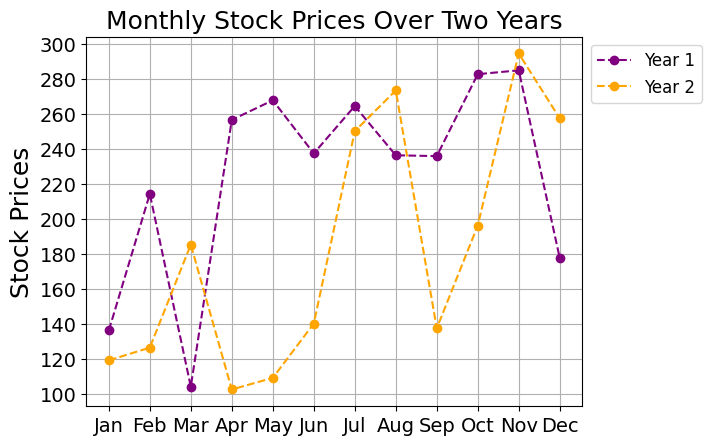 Monthly Stock Prices Over Two Years
Stock Prices
300
280
260
240
220
200
180
160
140
120
100
Jan Feb Mar Apr May Jun Jul Aug Sep Oct Nov Dec
Year 1
Year 2